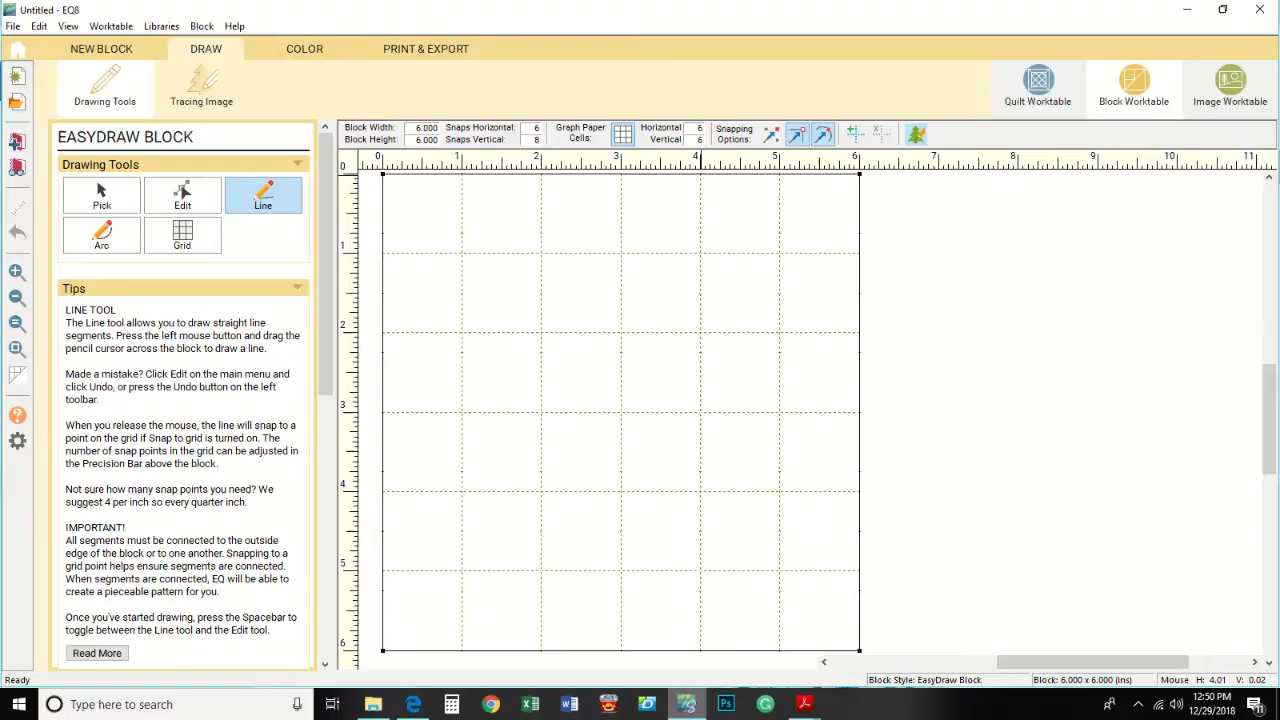 Untitled - EQ8
File Edit View Worktable Libraries Block Help
NEW BLOCK DRAW COLOR PRINT & EXPORT
Drawing Tools Tracing Image Quilt Worktable Block Worktable Image Worktable
EASYDRAW BLOCK
Block Width: 6.000 Snaps Horizontal: 6 Graph Paper Cells: Horizontal 6 Snapping Options:
Block Height: 6.000 Snaps Vertical: 8 Vertical 6
0 1 2 3 4 5 6 7 8 9 10 11
0
1
2
3
4
5
6
Drawing Tools
Pick Edit Line
Arc Grid
Tips
LINE TOOL
The Line tool allows you to draw straight line
segments. Press the left mouse button and drag the
pencil cursor across the block to draw a line.
Made a mistake? Click Edit on the main menu and
click Undo, or press the Undo button on the left
toolbar.
When you release the mouse, the line will snap to a
point on the grid if Snap to grid is turned on. The
number of snap points in the grid can be adjusted in
the Precision Bar above the block.
Not sure how many snap points you need? We
suggest 4 per inch so every quarter inch.
IMPORTANT!
All segments must be connected to the outside
edge of the block or to one another. Snapping to a
grid point helps ensure segments are connected.
When segments are connected, EQ will be able to
create a pieceable pattern for you.
Once you've started drawing, press the Spacebar to
toggle between the Line tool and the Edit tool.
Read More
Ready Block Style: EasyDraw Block Block: 6.000 x 6.000 (ins) Mouse H: 4.01 V: 0.02
Type here to search
12:50 PM
12/29/2018